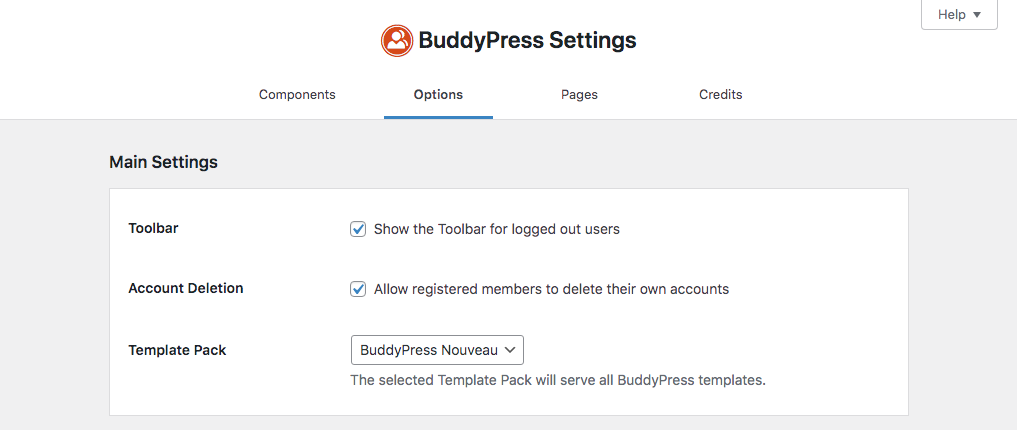 Help ▼
BuddyPress Settings
Components Options Pages Credits
Main Settings
Toolbar Show the Toolbar for logged out users
Account Deletion Allow registered members to delete their own accounts
Template Pack BuddyPress Nouveau
The selected Template Pack will serve all BuddyPress templates.